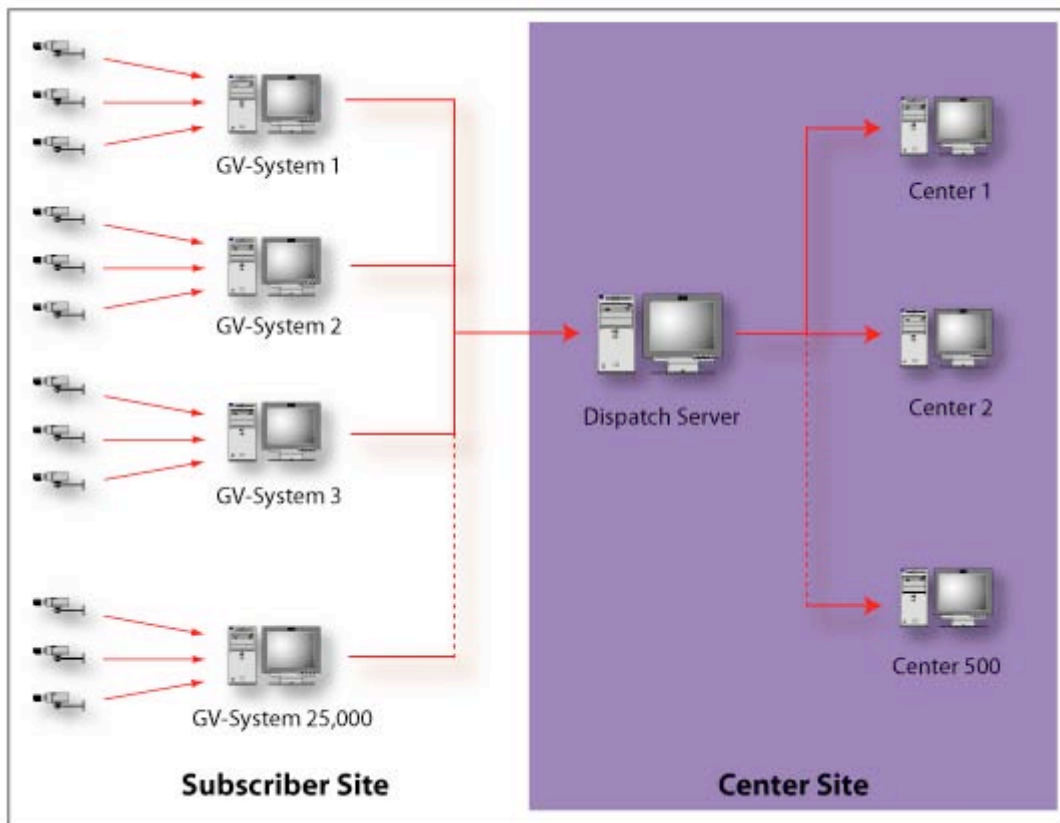 GV-System 1
GV-System 2
GV-System 3
GV-System 25,000
Subscriber Site
Dispatch Server
Center 1
Center 2
Center 500
Center Site